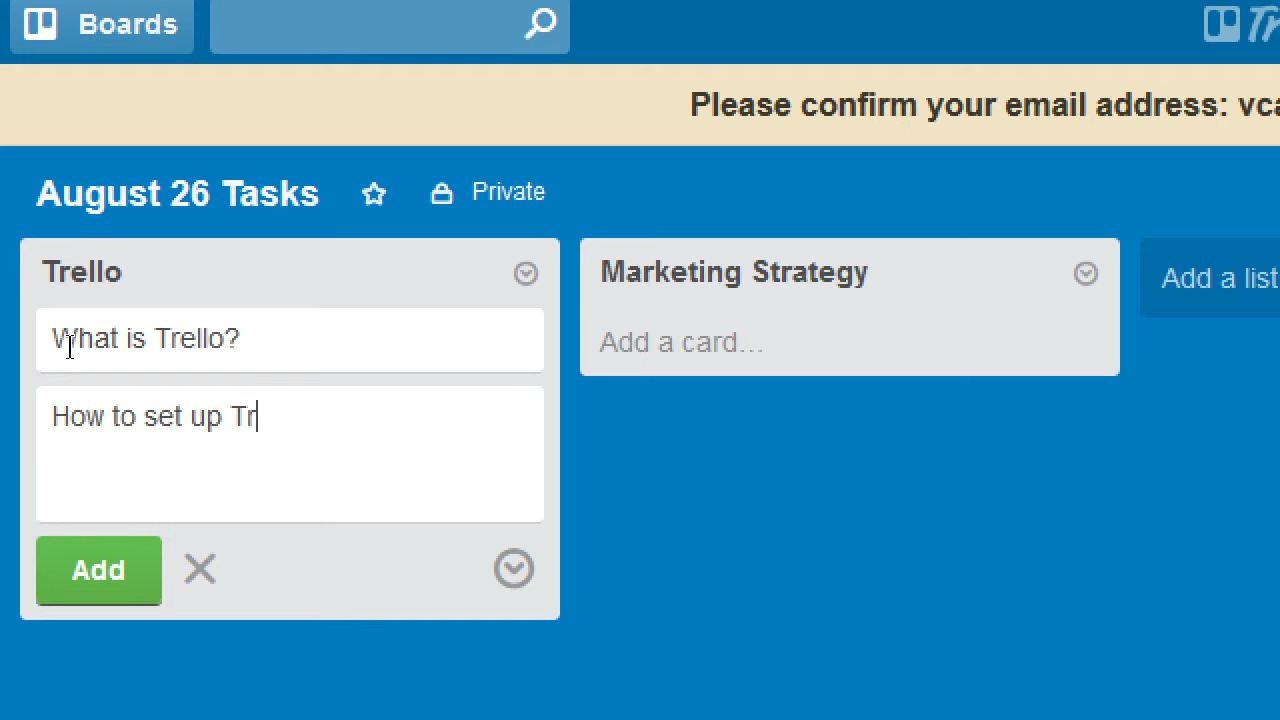 Boards
Please confirm your email address:
August 26 Tasks
Private
Trello
What is Trello?
How to set up Tr
Add
Marketing Strategy
Add a card…
Add a list